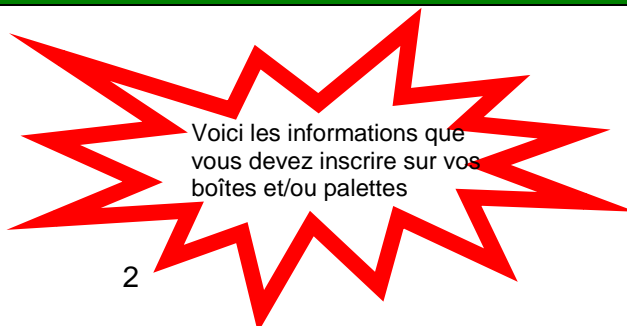 Voici les informations que
vous devez inscrire sur vos
boîtes et/ou palettes
2